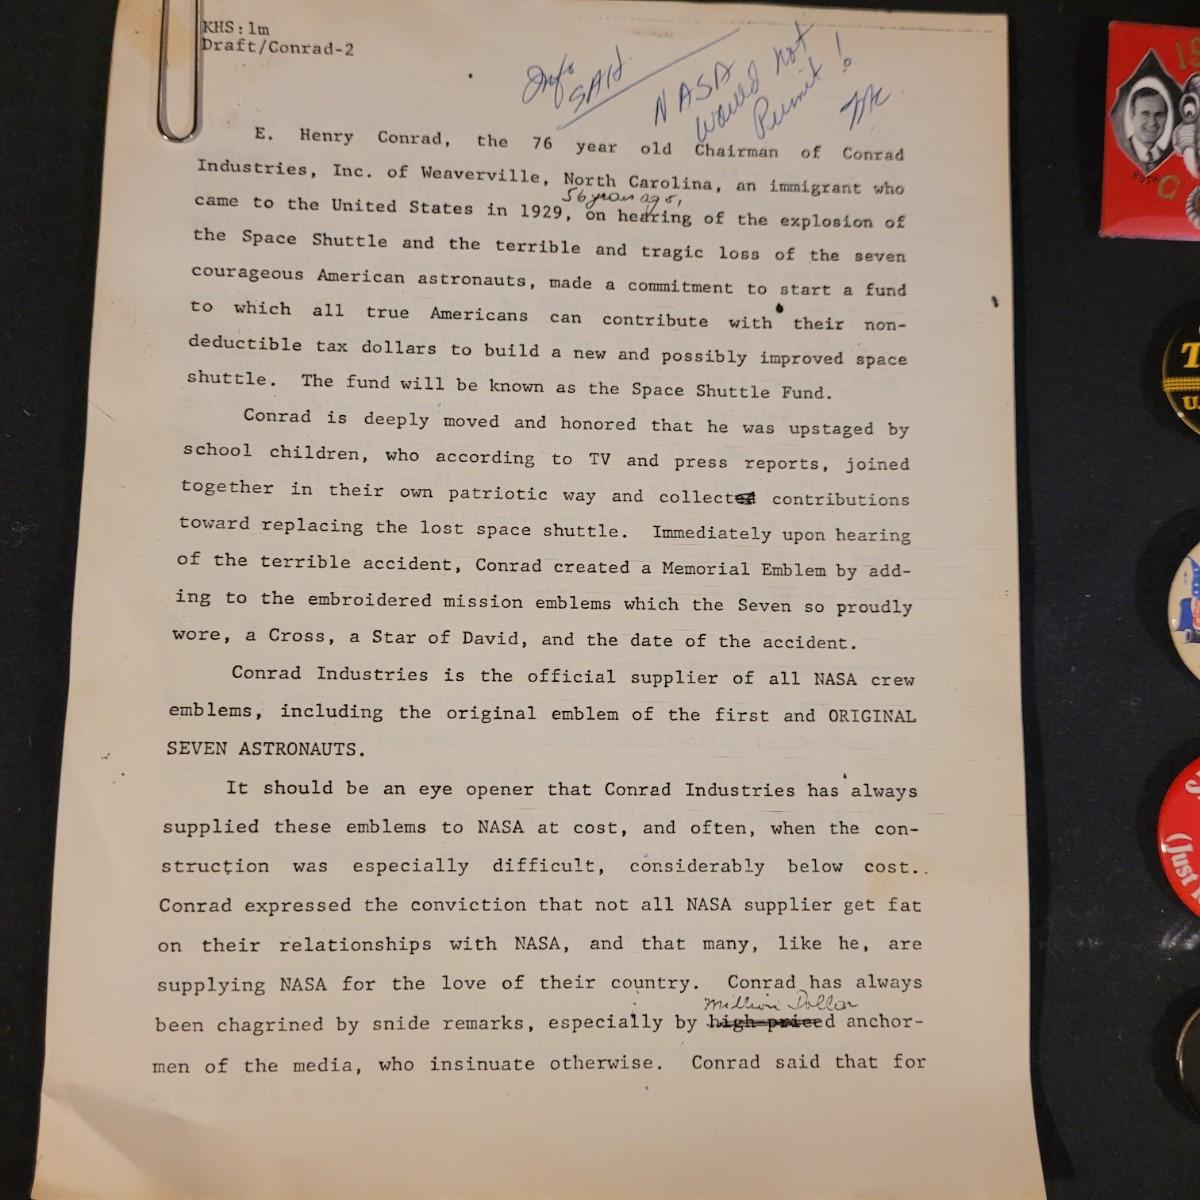 KHS:lm
Draft/Conrad-2
Info
SAH
NASA
would not
Permit!
E. Henry Conrad, the 76 year old Chairman of Conrad
Industries, Inc. of Weaverville, North Carolina, an immigrant who
56 years ago,
came to the United States in 1929, on hearing of the explosion of
the Space Shuttle and the terrible and tragic loss of the seven
courageous American astronauts, made a commitment to start a fund
to which all true Americans can contribute with their non-
deductible tax dollars to build a new and possibly improved space
shuttle. The fund will be known as the Space Shuttle Fund.
Conrad is deeply moved and honored that he was upstaged by
school children, who according to TV and press reports, joined
together in their own patriotic way and collected contributions
toward replacing the lost space shuttle. Immediately upon hearing
of the terrible accident, Conrad created a Memorial Emblem by add-
ing to the embroidered mission emblems which the Seven so proudly
wore, a Cross, a Star of David, and the date of the accident.
Conrad Industries is the official supplier of all NASA crew
emblems, including the original emblem of the first and ORIGINAL
SEVEN ASTRONAUTS.
It should be an eye opener that Conrad Industries has always
supplied these emblems to NASA at cost, and often, when the con-
struction was especially difficult, considerably below cost..
Conrad expressed the conviction that not all NASA supplier get fat
on their relationships with NASA, and that many, like he, are
supplying NASA for the love of their country. Conrad has always
Million Dollar
been chagrined by snide remarks, especially by high-priced anchor-
men of the media, who insinuate otherwise. Conrad said that for
(Just